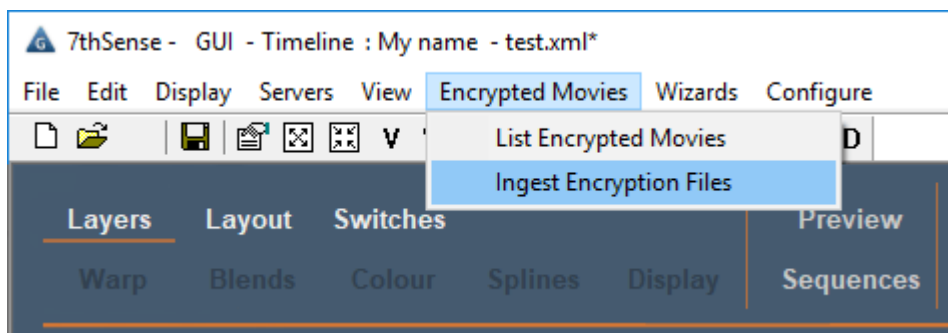 7thSense - GUI - Timeline : My name - test.xml*
File Edit Display Servers View Encrypted Movies Wizards Configure
V D
List Encrypted Movies
Ingest Encryption Files
Layers Layout Switches Preview
Warp Blends Colour Splines Display Sequences